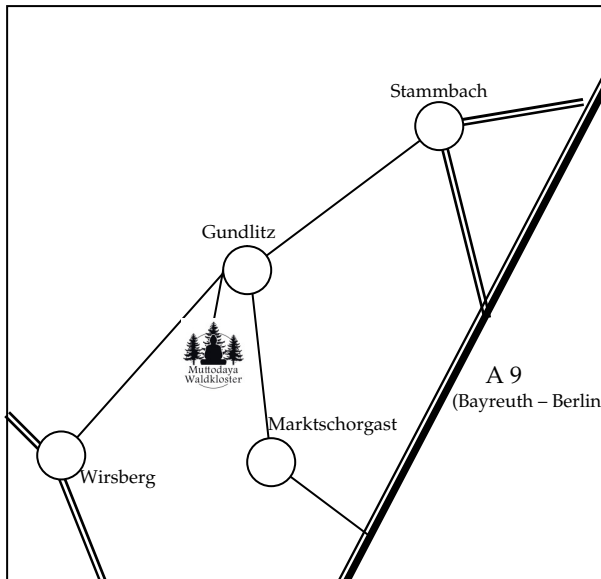 Stammbach
Gundlitz
Muttodaya
Waldkloster
A 9
(Bayreuth – Berlin
Marktschorgast
Wirsberg